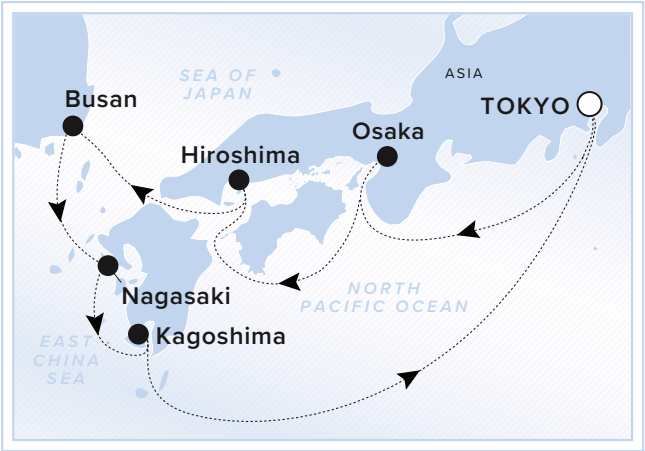 SEA OF
JAPAN
ASIA
Busan
TOKYO
Osaka
Hiroshima
Nagasaki
NORTH
PACIFIC OCEAN
Kagoshima
EAST
CHINA
SEA